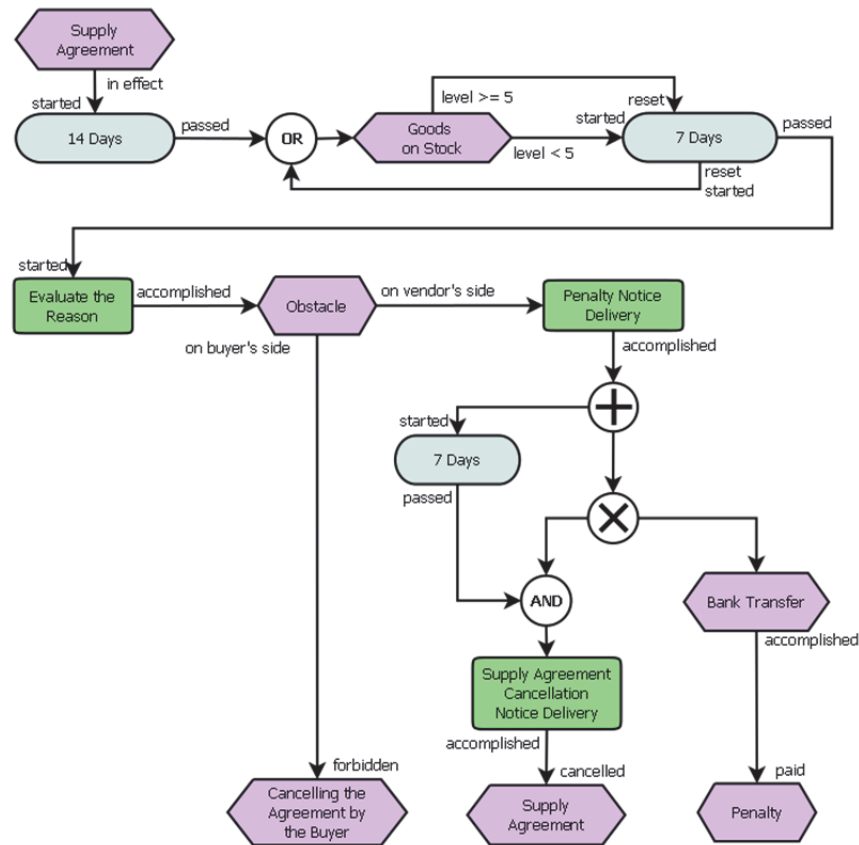 Supply
Agreement
in effect
started
14 Days
passed
OR
Goods
on Stock
level >= 5
level < 5
reset
started
7 Days
passed
reset
started
started
Evaluate the
Reason
accomplished
Obstacle
on vendor's side
on buyer's side
Penalty Notice
Delivery
accomplished
started
7 Days
passed
AND
Bank Transfer
accomplished
Supply Agreement
Cancellation
Notice Delivery
accomplished
forbidden
cancelled
paid
Cancelling the
Agreement by
the Buyer
Supply
Agreement
Penalty